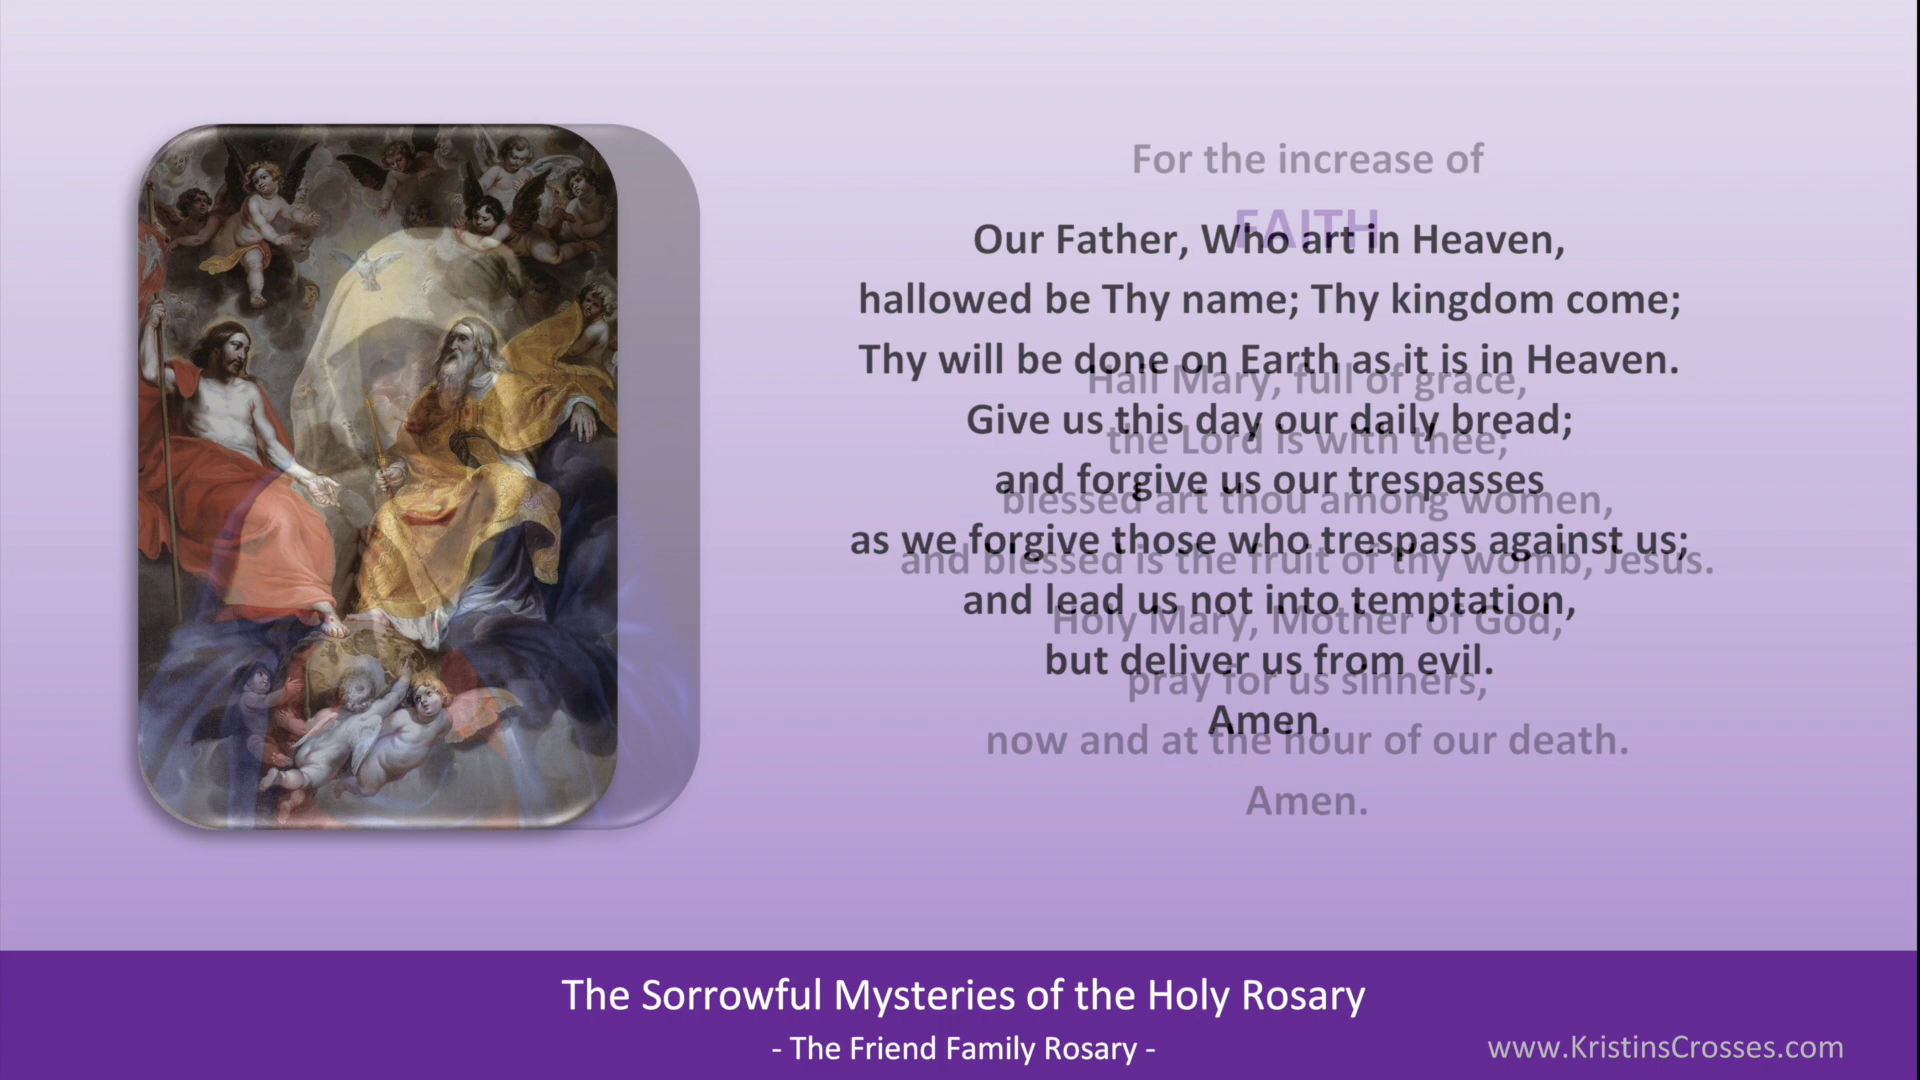 For the increase of
FAITH
Our Father, Who art in Heaven,
hallowed be Thy name; Thy kingdom come;
Thy will be done on Earth as it is in Heaven.
Give us this day our daily bread;
and forgive us our trespasses
as we forgive those who trespass against us;
and lead us not into temptation,
but deliver us from evil.
Amen.
Hail Mary, full of grace,
the Lord is with thee;
blessed art thou among women,
and blessed is the fruit of thy womb, Jesus.
Holy Mary, Mother of God,
pray for us sinners,
now and at the hour of our death.
Amen.
The Sorrowful Mysteries of the Holy Rosary
- The Friend Family Rosary -
www.KristinsCrosses.com